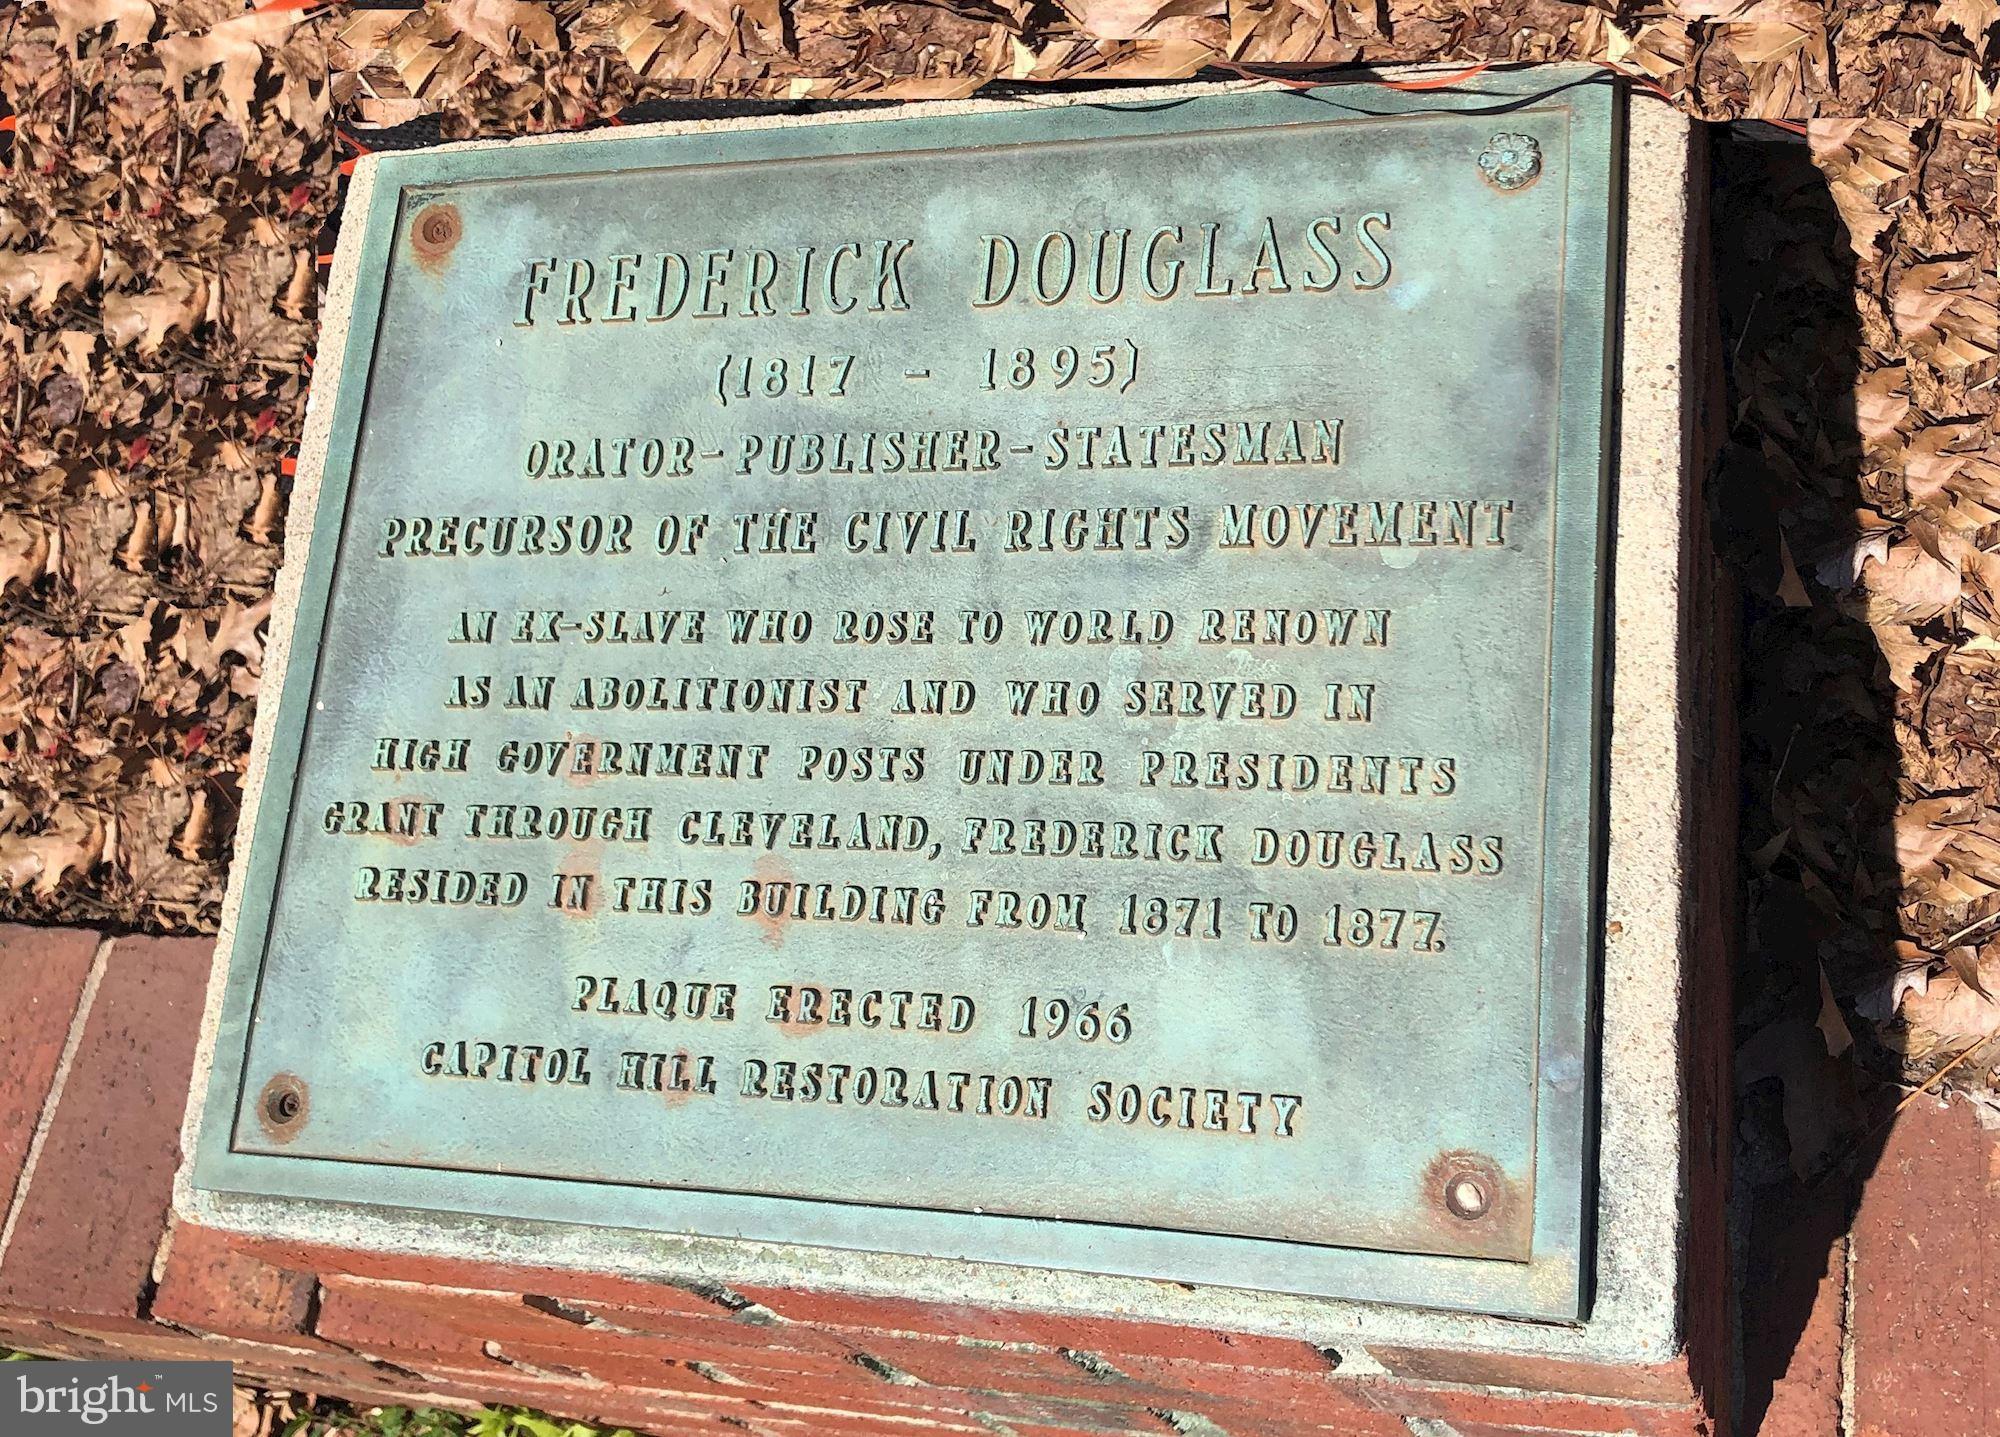 FREDERICK DOUGLASS
(1817 - 1895)
ORATOR-PUBLISHER-STATESMAN
PRECURSOR OF THE CIVIL RIGHTS MOVEMENT
AN EX-SLAVE WHO ROSE TO WORLD RENOWN
AS AN ABOLITIONIST AND WHO SERVED IN
HIGH GOVERNMENT POSTS UNDER PRESIDENTS
GRANT THROUGH CLEVELAND, FREDERICK DOUGLASS
RESIDED IN THIS BUILDING FROM 1871 TO 1877.
PLAQUE ERECTED 1966
CAPITOL HILL RESTORATION SOCIETY
bright™ MLS